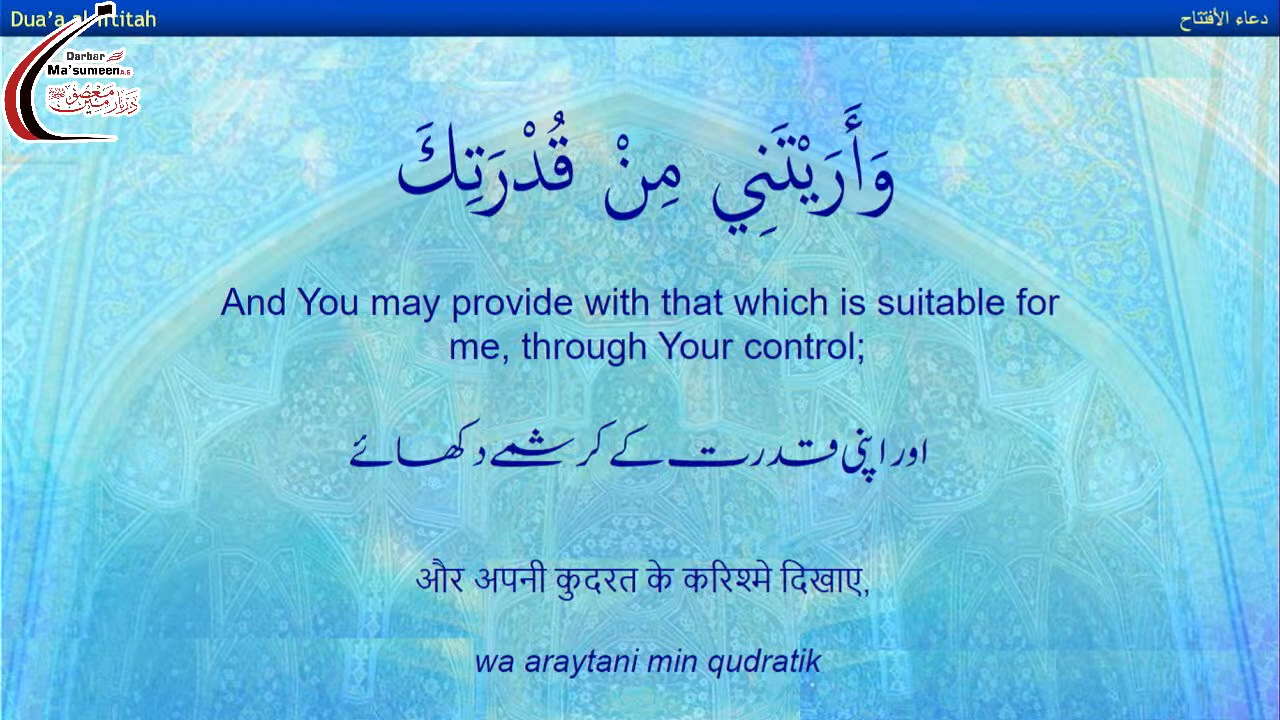 Dua'a al-Iftitah
دعاء الأفتتاح
Darbar
Ma'sumeen A.S
وَأَرَيْتَنِي مِنْ قُدْرَتِكَ
And You may provide with that which is suitable for
me, through Your control;
اور اپنی قدرت کے کرشمے دکھائے
और अपनी कुदरत के करिश्मे दिखाए,
wa araytani min qudratik